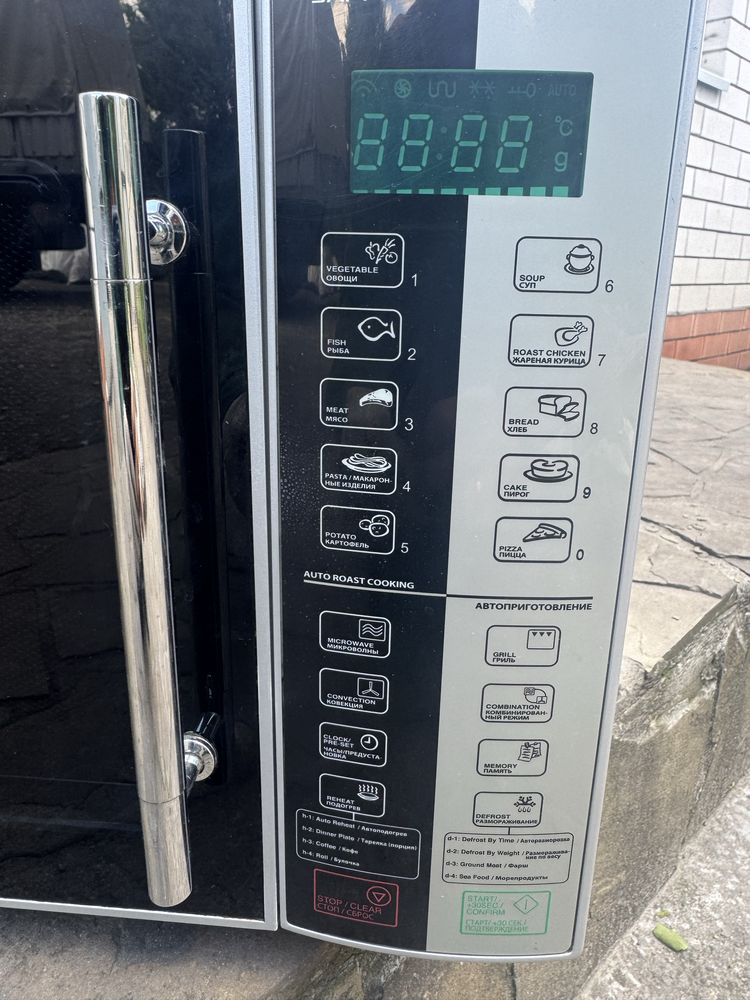 AUTO
88:88
°C
g
VEGETABLE
ОВОЩИ
1
SOUP
СУП
6
FISH
РЫБА
2
ROAST CHICKEN
ЖАРЕНАЯ КУРИЦА
7
MEAT
МЯСО
3
BREAD
ХЛЕБ
8
PASTA / МАКАРОН-
НЫЕ ИЗДЕЛИЯ
4
CAKE
ПИРОГ
9
POTATO
КАРТОФЕЛЬ
5
PIZZA
ПИЦЦА
0
AUTO ROAST COOKING
АВТОПРИГОТОВЛЕНИЕ
MICROWAVE
МИКРОВОЛНЫ
GRILL
ГРИЛЬ
CONVECTION
КОВЕКЦИЯ
COMBINATION
КОМБИНИРОВАН-
НЫЙ РЕЖИМ
CLOCK/
PRE-SET
ЧАСЫ/ПРЕДУСТА-
НОВКА
MEMORY
ПАМЯТЬ
REHEAT
ПОДОГРЕВ
DEFROST
РАЗМОРАЖИВАНИЕ
h-1: Auto Reheat / Автоподогрев
h-2: Dinner Plate / Тарелка (порция)
h-3: Coffee / Кофе
h-4: Roll / Булочка
d-1: Defrost By Time / Авторазморозка
d-2: Defrost By Weight / Разморажива-
ние по весу
d-3: Ground Meat / Фарш
d-4: Sea Food / Морепродукты
STOP / CLEAR
СТОП / СБРОС
START/
+30SEC/
CONFIRM
СТАРТ/+30 СЕК /
ПОДТВЕРЖДЕНИЕ